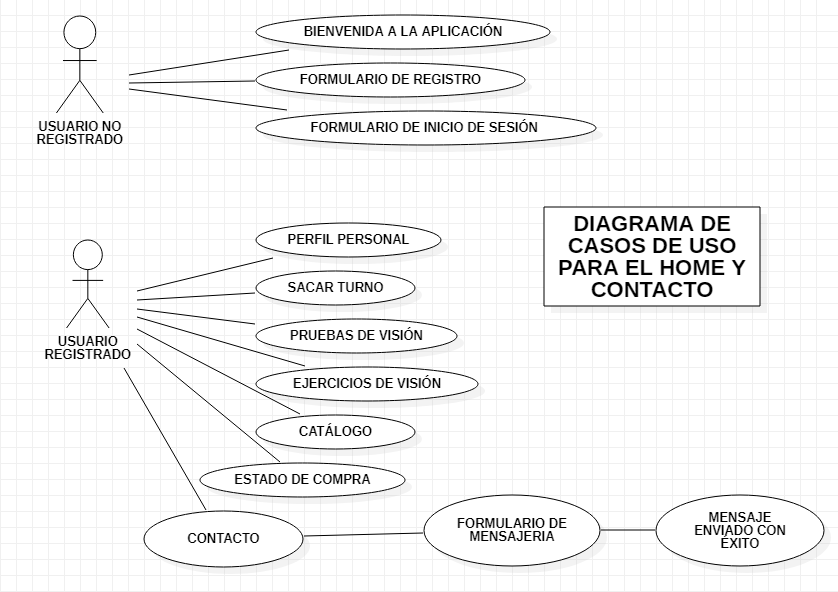 BIENVENIDA A LA APLICACIÓN
FORMULARIO DE REGISTRO
FORMULARIO DE INICIO DE SESIÓN
USUARIO NO
REGISTRADO
DIAGRAMA DE
CASOS DE USO
PARA EL HOME Y
CONTACTO
PERFIL PERSONAL
SACAR TURNO
PRUEBAS DE VISIÓN
USUARIO
REGISTRADO
EJERCICIOS DE VISIÓN
CATÁLOGO
ESTADO DE COMPRA
CONTACTO
FORMULARIO DE
MENSAJERIA
MENSAJE
ENVIADO CON
ÉXITO